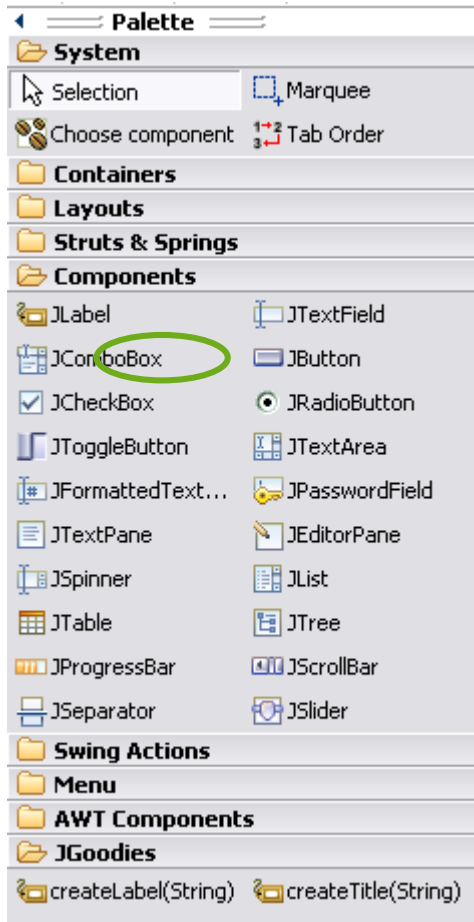 Palette
System
Selection Marquee
Choose component Tab Order
Containers
Layouts
Struts & Springs
Components
JLabel JTextField
JComboBox JButton
JCheckBox JRadioButton
JToggleButton JTextArea
JFormattedText... JPasswordField
JTextPane JEditorPane
JSpinner JList
JTable JTree
JProgressBar JScrollBar
JSeparator JSlider
Swing Actions
Menu
AWT Components
JGoodies
createLabel(String) createTitle(String)